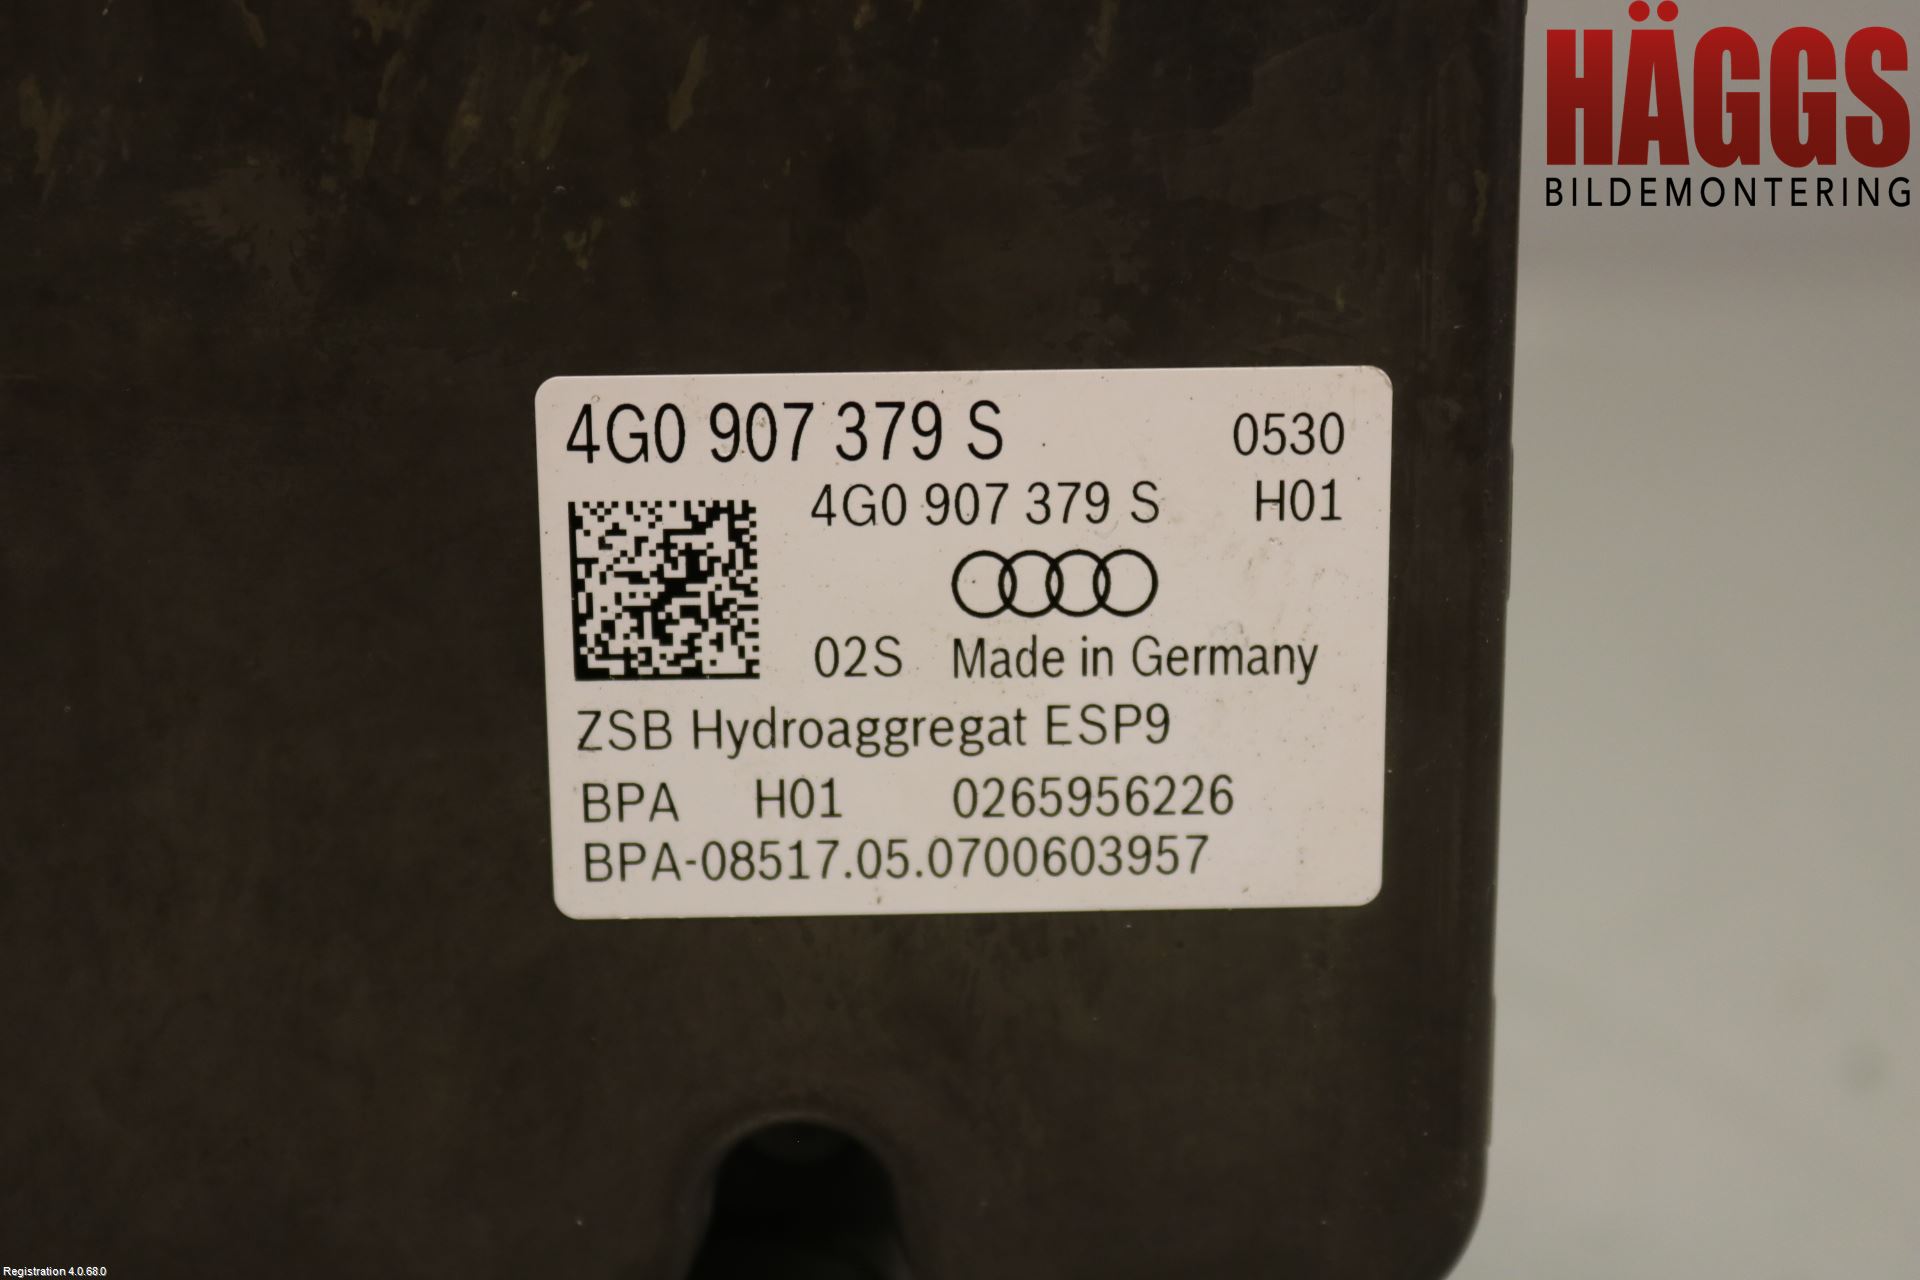 HÄGGS
BILDEMONTERING
4G0 907 379 S 0530
4G0 907 379 S H01
02S Made in Germany
ZSB Hydroaggregat ESP9
BPA H01 0265956226
BPA-08517.05.0700603957
Registration 4.0.68.0